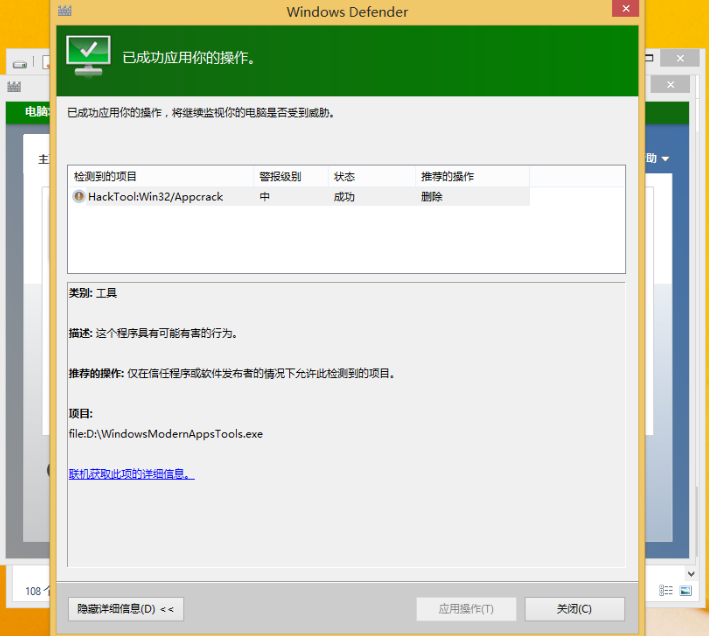 Windows Defender
已成功应用你的操作。
已成功应用你的操作，将继续监视你的电脑是否受到威胁。
电脑
主
助
检测到的项目 警报级别 状态 推荐的操作
HackTool:Win32/Appcrack 中 成功 删除
类别: 工具
描述: 这个程序具有可能有害的行为。
推荐的操作: 仅在信任程序或软件发布者的情况下允许此检测到的项目。
项目:
file:D:\WindowsModernAppsTools.exe
联机获取此项的详细信息。
108 个
隐藏详细信息(D) << 应用操作(T) 关闭(C)